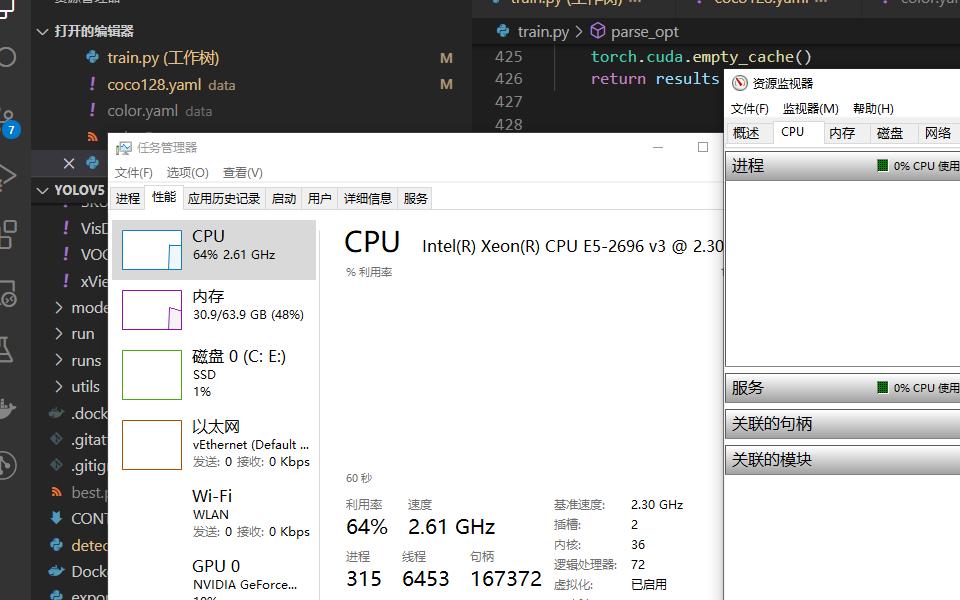 打开的编辑器
train.py (工作树) M
coco128.yaml data M
color.yaml data
7
YOLOV5
VisD
VOC
xVie
mode
run
runs
utils
.dock
.gitat
.gitign
best.p
CONT
detec
Docke
expor
train.py > parse_opt
425 torch.cuda.empty_cache()
426 return results
427
428
任务管理器
文件(F) 选项(O) 查看(V)
进程 性能 应用历史记录 启动 用户 详细信息 服务
CPU
64% 2.61 GHz
内存
30.9/63.9 GB (48%)
磁盘 0 (C: E:)
SSD
1%
以太网
vEthernet (Default ...
发送: 0 接收: 0 Kbps
Wi-Fi
WLAN
发送: 0 接收: 0 Kbps
GPU 0
NVIDIA GeForce...
CPU Intel(R) Xeon(R) CPU E5-2696 v3 @ 2.30
% 利用率
60 秒
利用率 速度
64% 2.61 GHz
进程 线程 句柄
315 6453 167372
基准速度: 2.30 GHz
插槽: 2
内核: 36
逻辑处理器: 72
虚拟化: 已启用
资源监视器
文件(F) 监视器(M) 帮助(H)
概述 CPU 内存 磁盘 网络
进程 0% CPU 使用
服务 0% CPU 使用
关联的句柄
关联的模块